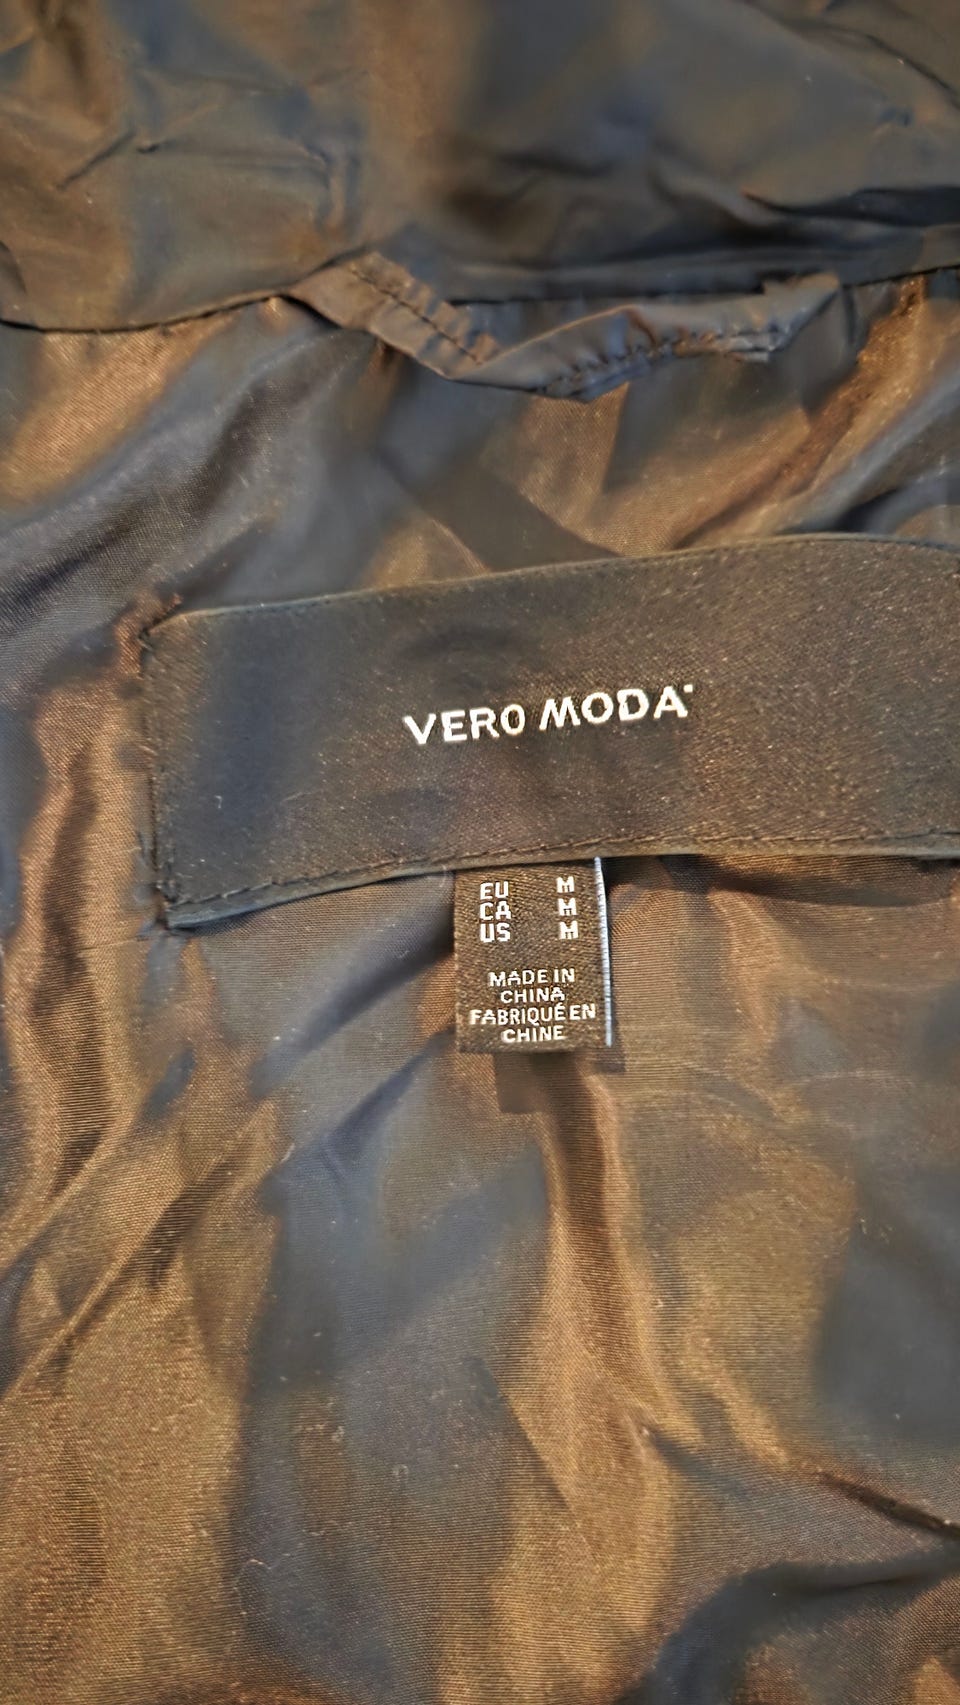 VERO MODA
EU M
CA M
US M
MADE IN
CHINA
FABRIQUÉ EN
CHINE